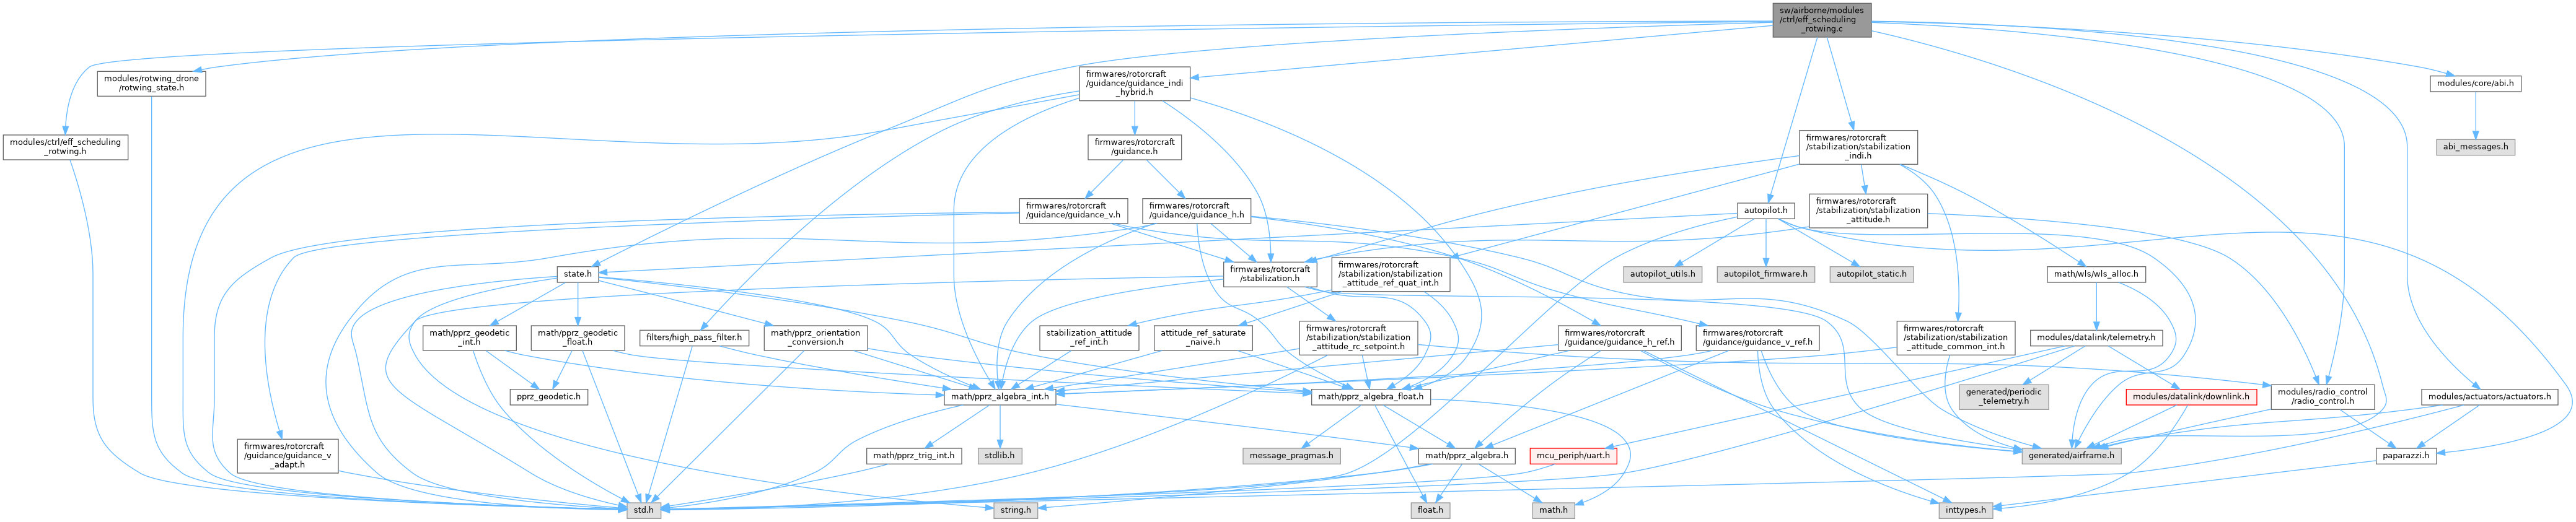 sw/airborne/modules
/ctrl/eff_scheduling
_rotwing.c
modules/rotwing_drone
/rotwing_state.h
firmwares/rotorcraft
/guidance/guidance_indi
_hybrid.h
modules/core/abi.h
modules/ctrl/eff_scheduling
_rotwing.h
firmwares/rotorcraft
/guidance.h
firmwares/rotorcraft
/stabilization/stabilization
_indi.h
abi_messages.h
firmwares/rotorcraft
/guidance/guidance_v.h
firmwares/rotorcraft
/guidance/guidance_h.h
autopilot.h
firmwares/rotorcraft
/stabilization/stabilization
_attitude.h
state.h
firmwares/rotorcraft
/stabilization.h
firmwares/rotorcraft
/stabilization/stabilization
_attitude_ref_quat_int.h
autopilot_utils.h
autopilot_firmware.h
autopilot_static.h
math/wls/wls_alloc.h
math/pprz_geodetic
_int.h
math/pprz_geodetic
_float.h
filters/high_pass_filter.h
math/pprz_orientation
_conversion.h
stabilization_attitude
_ref_int.h
attitude_ref_saturate
_naive.h
firmwares/rotorcraft
/stabilization/stabilization
_attitude_rc_setpoint.h
firmwares/rotorcraft
/guidance/guidance_h_ref.h
firmwares/rotorcraft
/guidance/guidance_v_ref.h
firmwares/rotorcraft
/stabilization/stabilization
_attitude_common_int.h
modules/datalink/telemetry.h
pprz_geodetic.h
math/pprz_algebra_int.h
math/pprz_algebra_float.h
generated/periodic
_telemetry.h
modules/datalink/downlink.h
modules/radio_control
/radio_control.h
modules/actuators/actuators.h
firmwares/rotorcraft
/guidance/guidance_v
_adapt.h
math/pprz_trig_int.h
stdlib.h
message_pragmas.h
math/pprz_algebra.h
mcu_periph/uart.h
generated/airframe.h
paparazzi.h
std.h
string.h
float.h
math.h
inttypes.h